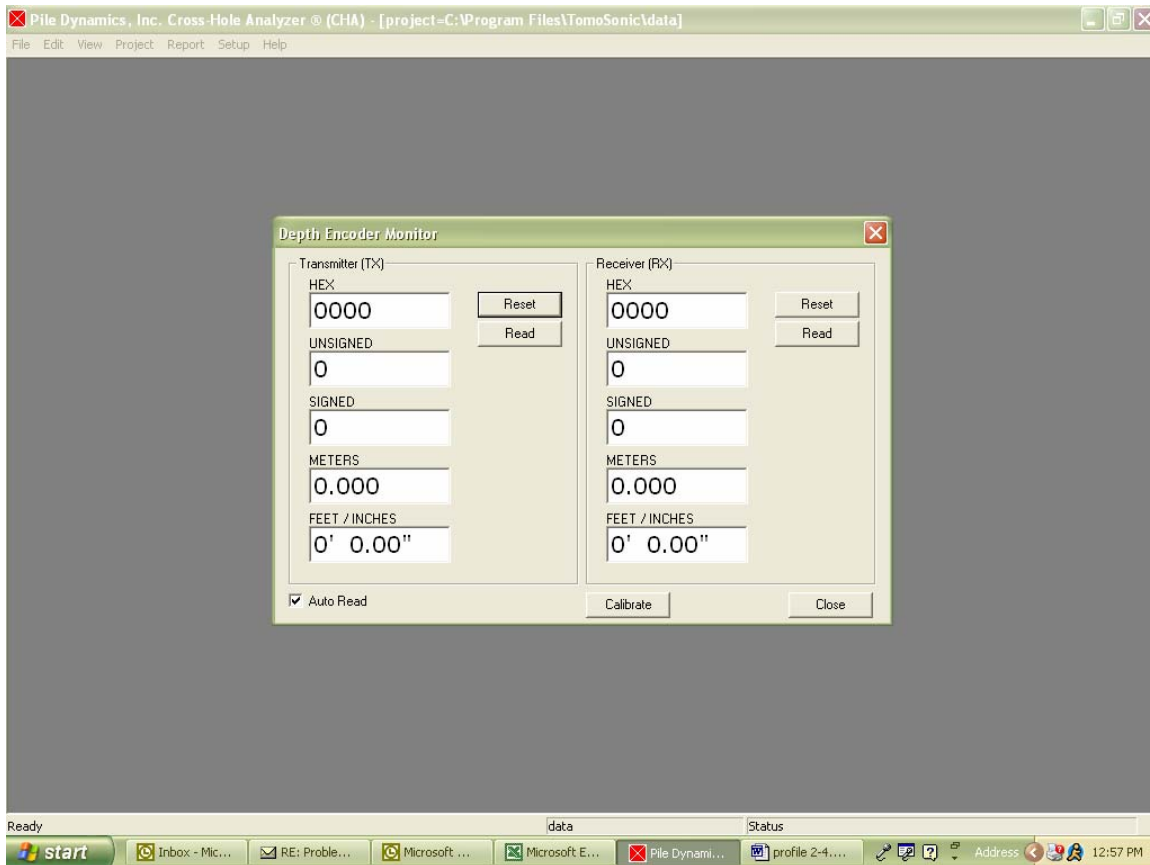 Pile Dynamics, Inc. Cross-Hole Analyzer ® (CHA) - [project=C:\Program Files\TomoSonic\data]
File Edit View Project Report Setup Help
Depth Encoder Monitor
Transmitter (TX)
HEX
0000
Reset
Read
UNSIGNED
0
SIGNED
0
METERS
0.000
FEET / INCHES
0' 0.00"
Receiver (RX)
HEX
0000
Reset
Read
UNSIGNED
0
SIGNED
0
METERS
0.000
FEET / INCHES
0' 0.00"
Auto Read
Calibrate
Close
Ready
data
Status
start
Inbox - Mic...
RE: Proble...
Microsoft ...
Microsoft E...
Pile Dynami...
profile 2-4....
Address
12:57 PM